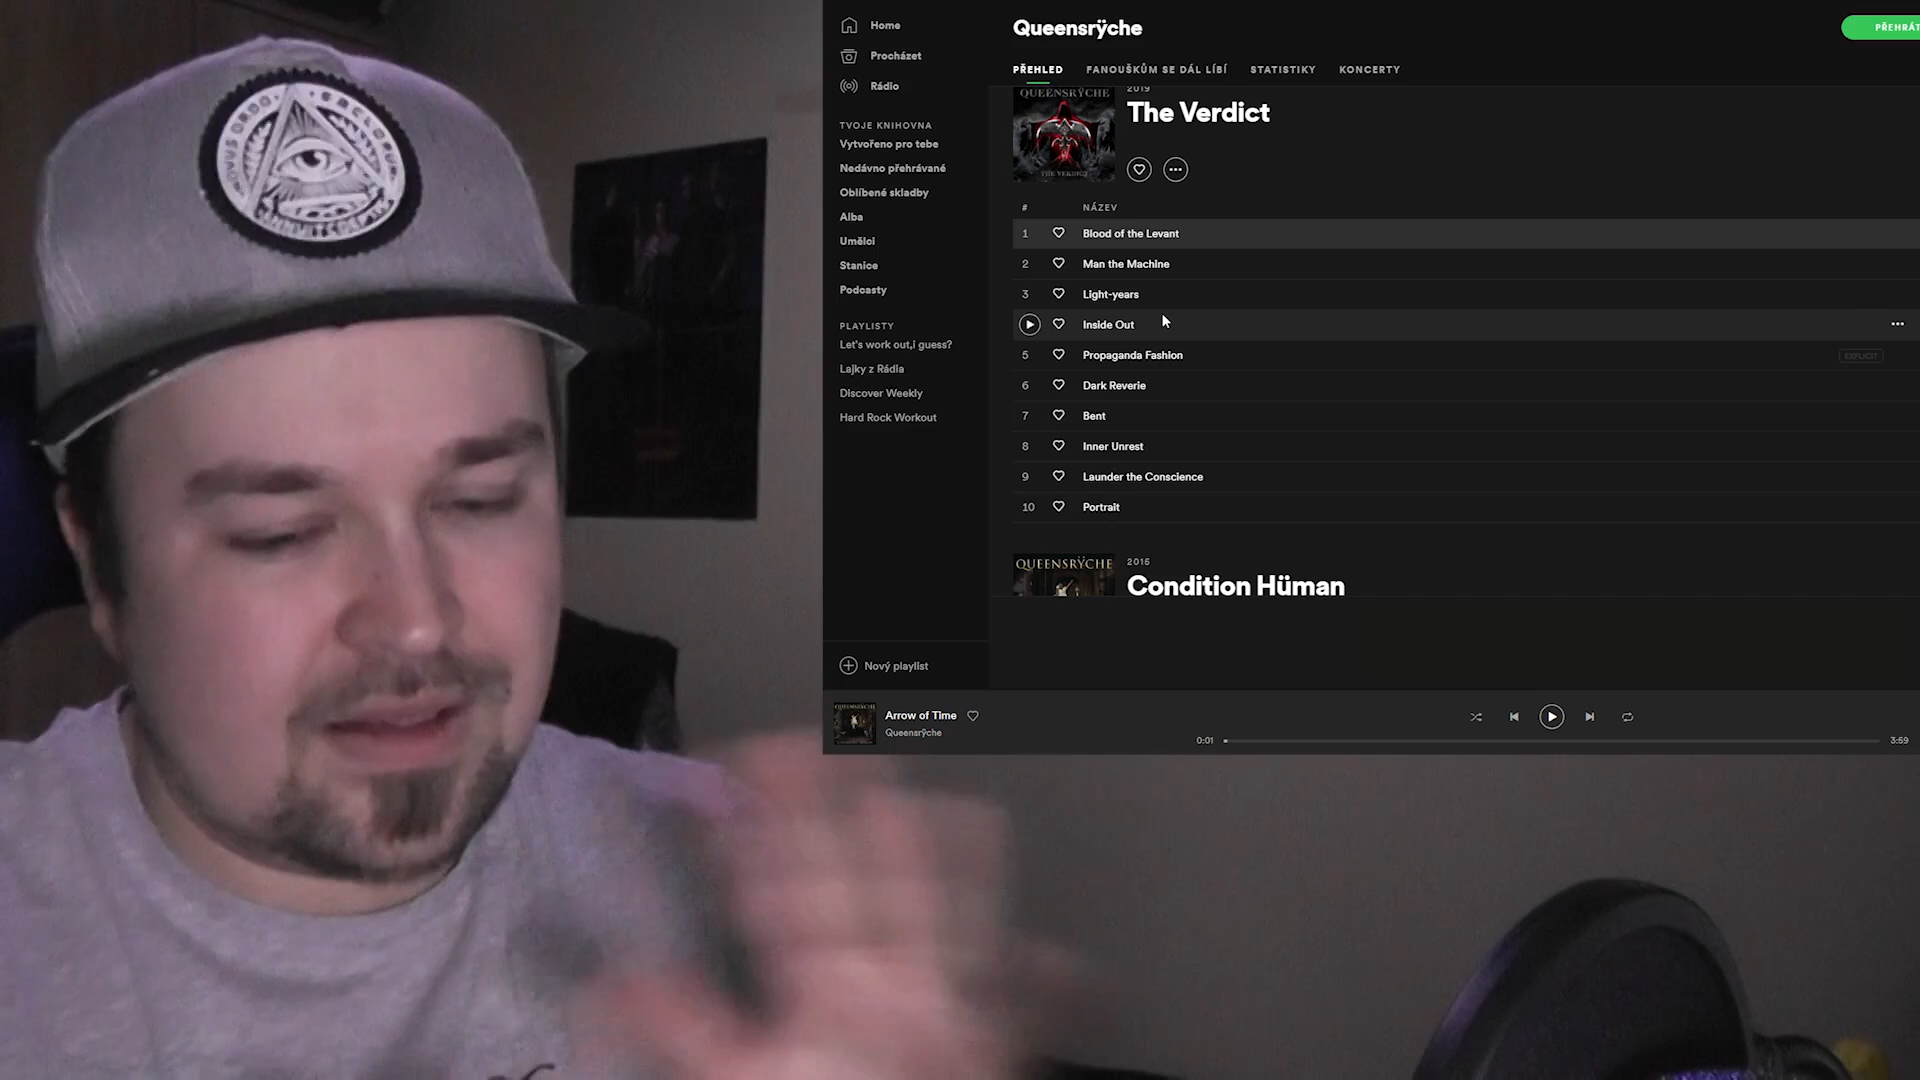 Home
Procházet
Rádio
TVOJE KNIHOVNA
Vytvořeno pro tebe
Nedávno přehrávané
Oblíbené skladby
Alba
Umělci
Stanice
Podcasty
PLAYLISTY
Let's work out,i guess?
Lajky z Rádia
Discover Weekly
Hard Rock Workout
Nový playlist
Queensrÿche
PŘEHRÁT
PŘEHLED FANOUŠKŮM SE DÁL LÍBÍ STATISTIKY KONCERTY
QUEENSRŸCHE
THE VERDICT
2019
The Verdict
# NÁZEV
1 Blood of the Levant
2 Man the Machine
3 Light-years
Inside Out
5 Propaganda Fashion EXPLICIT
6 Dark Reverie
7 Bent
8 Inner Unrest
9 Launder the Conscience
10 Portrait
QUEENSRŸCHE
2015
Condition Hüman
Arrow of Time
Queensrÿche
0:01 3:59